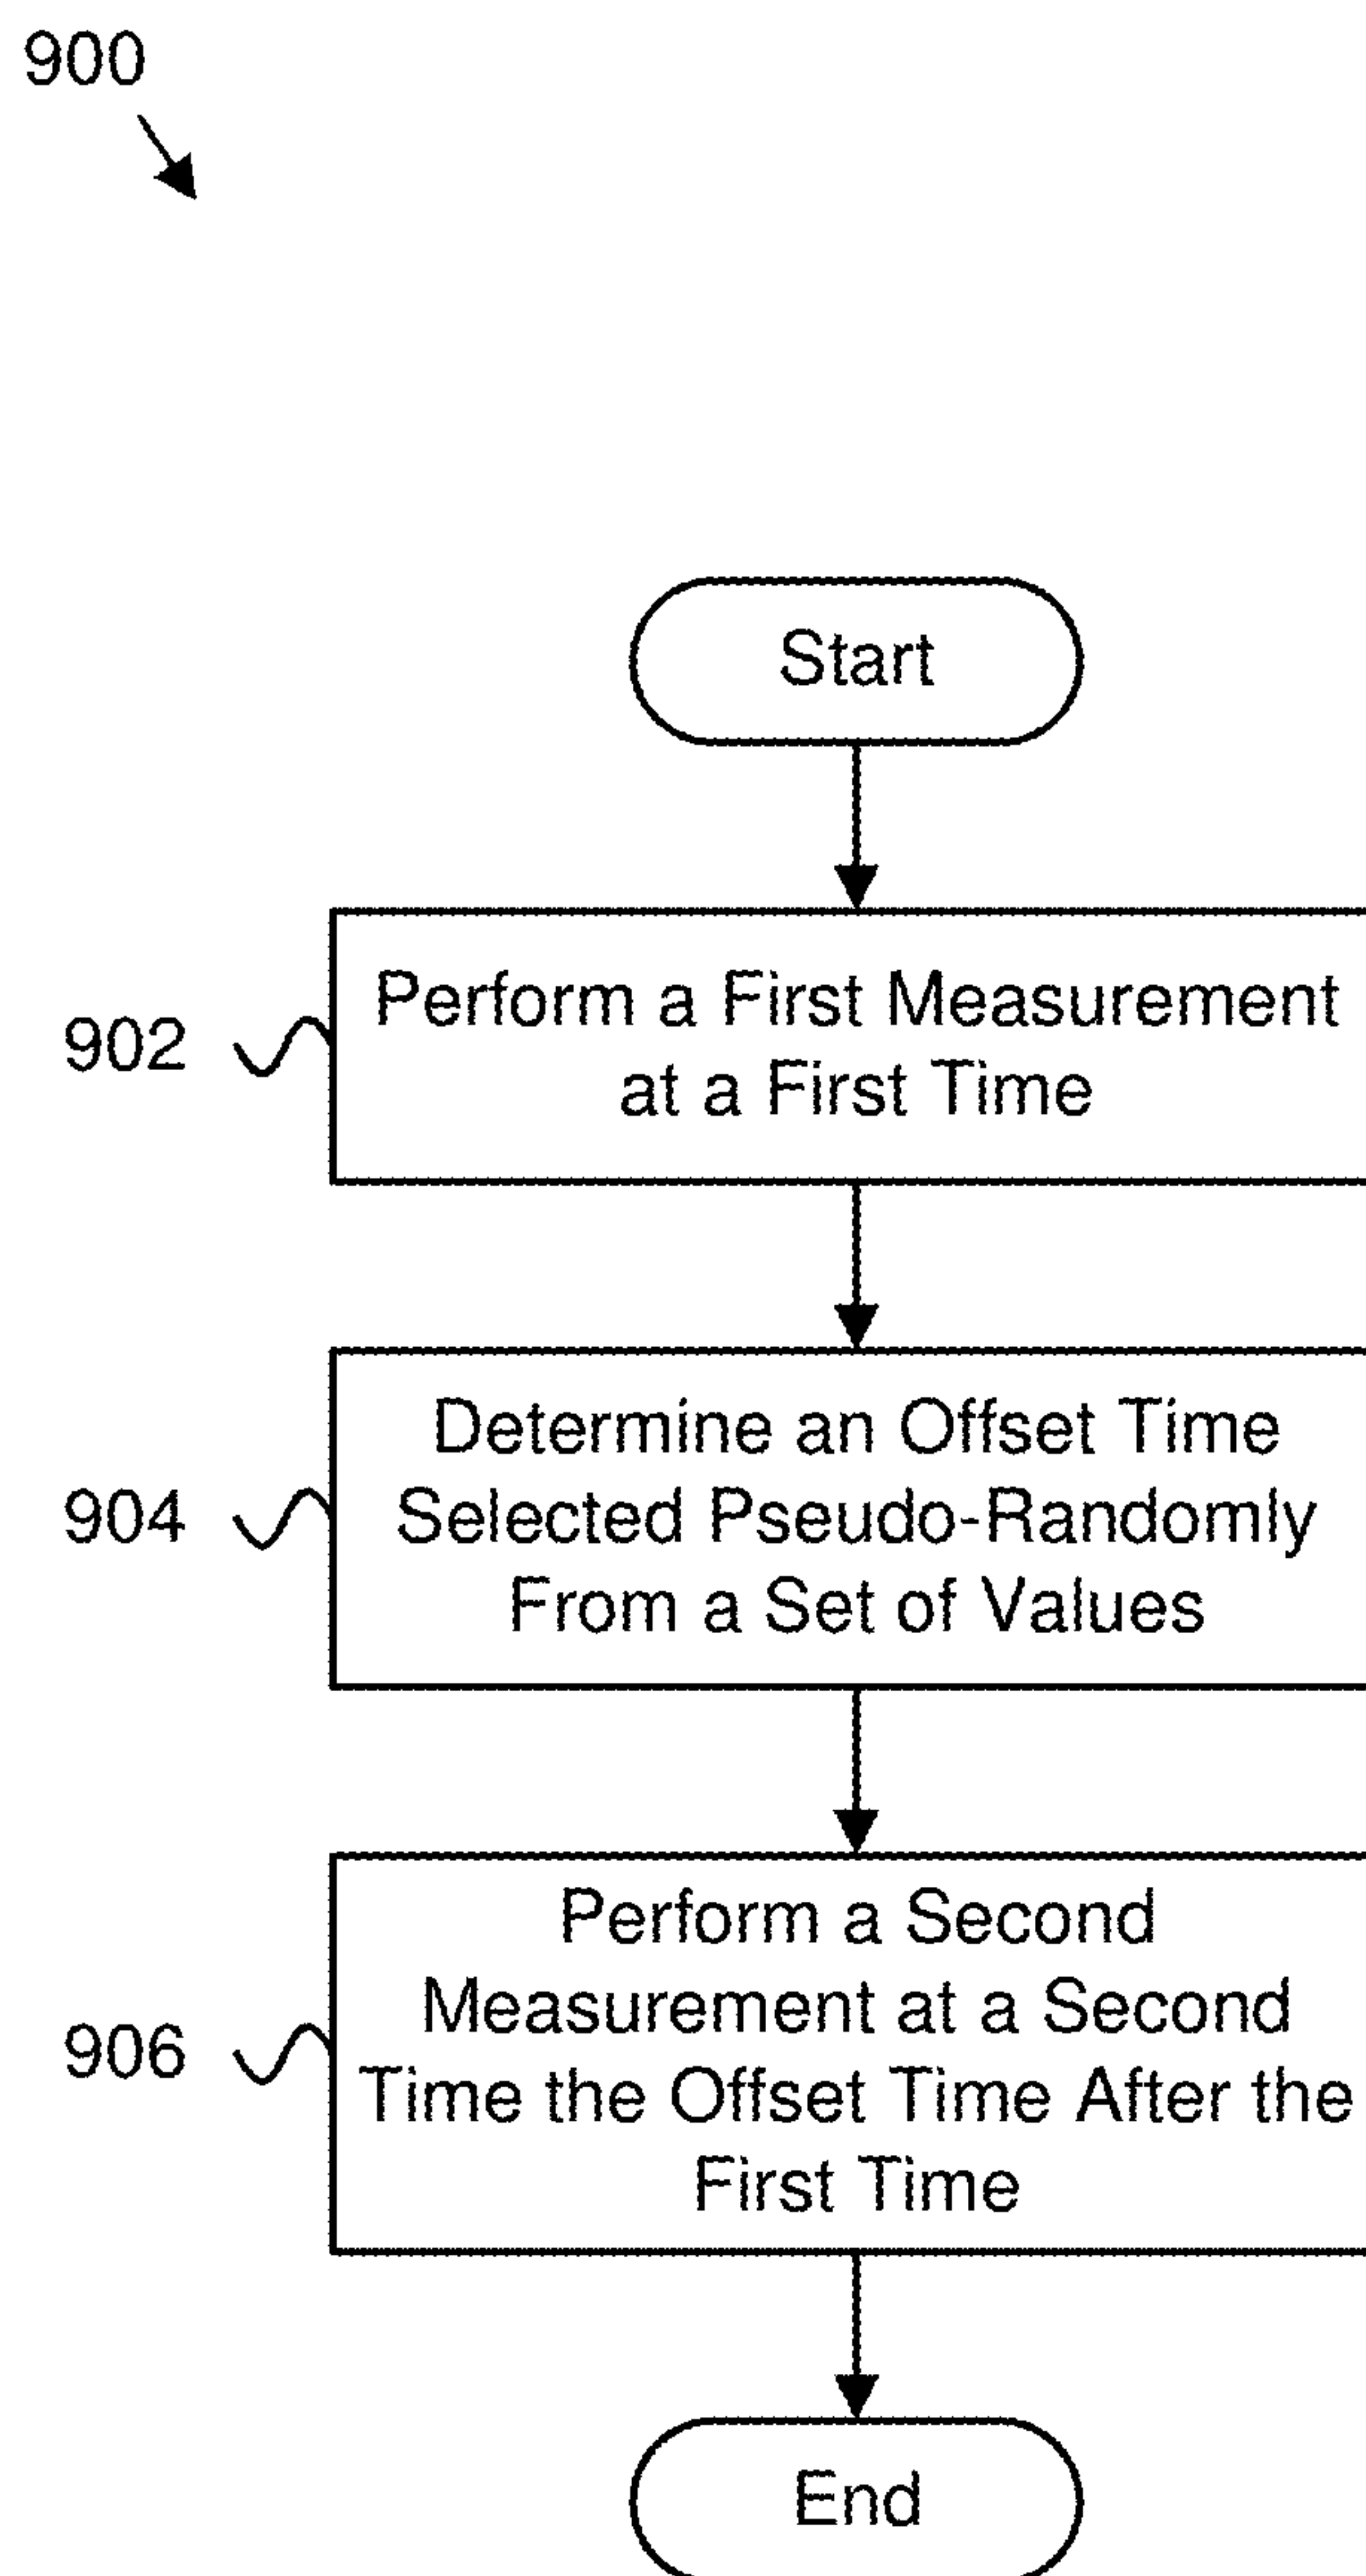 900
Start
902
Perform a First Measurement
at a First Time
904
Determine an Offset Time
Selected Pseudo-Randomly
From a Set of Values
906
Perform a Second
Measurement at a Second
Time the Offset Time After the
First Time
End